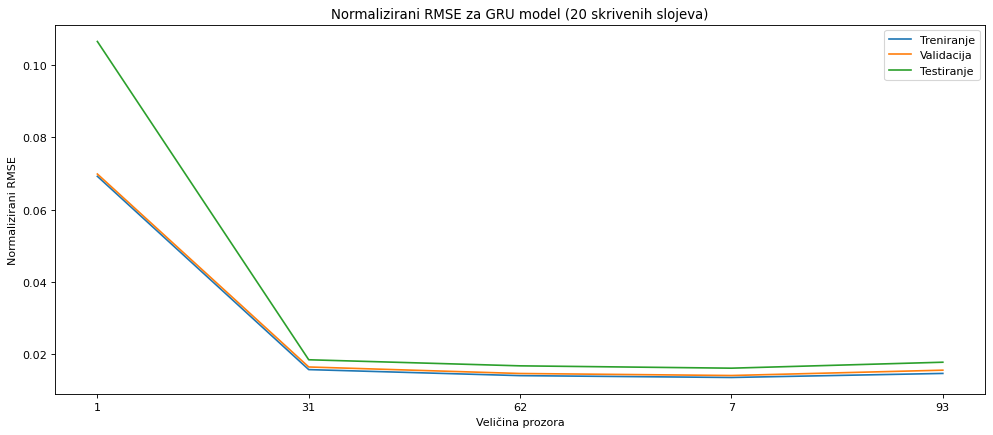 Normalizirani RMSE za GRU model (20 skrivenih slojeva)
Treniranje
Validacija
Testiranje
Normalizirani RMSE
0.10
0.08
0.06
0.04
0.02
1
31
62
7
93
Veličina prozora